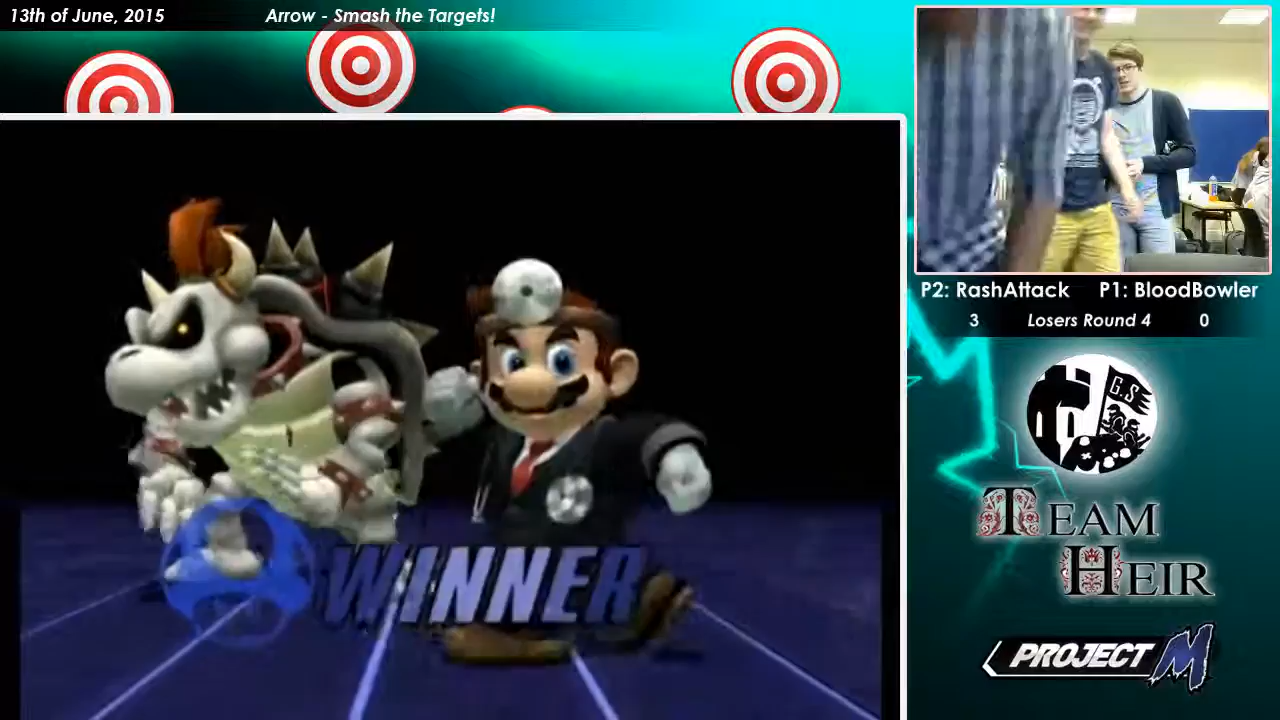 13th of June, 2015
Arrow - Smash the Targets!
P2: RashAttack P1: BloodBowler
3 Losers Round 4 0
G.S
TEAM
HEIR
PROJECT M
WINNER